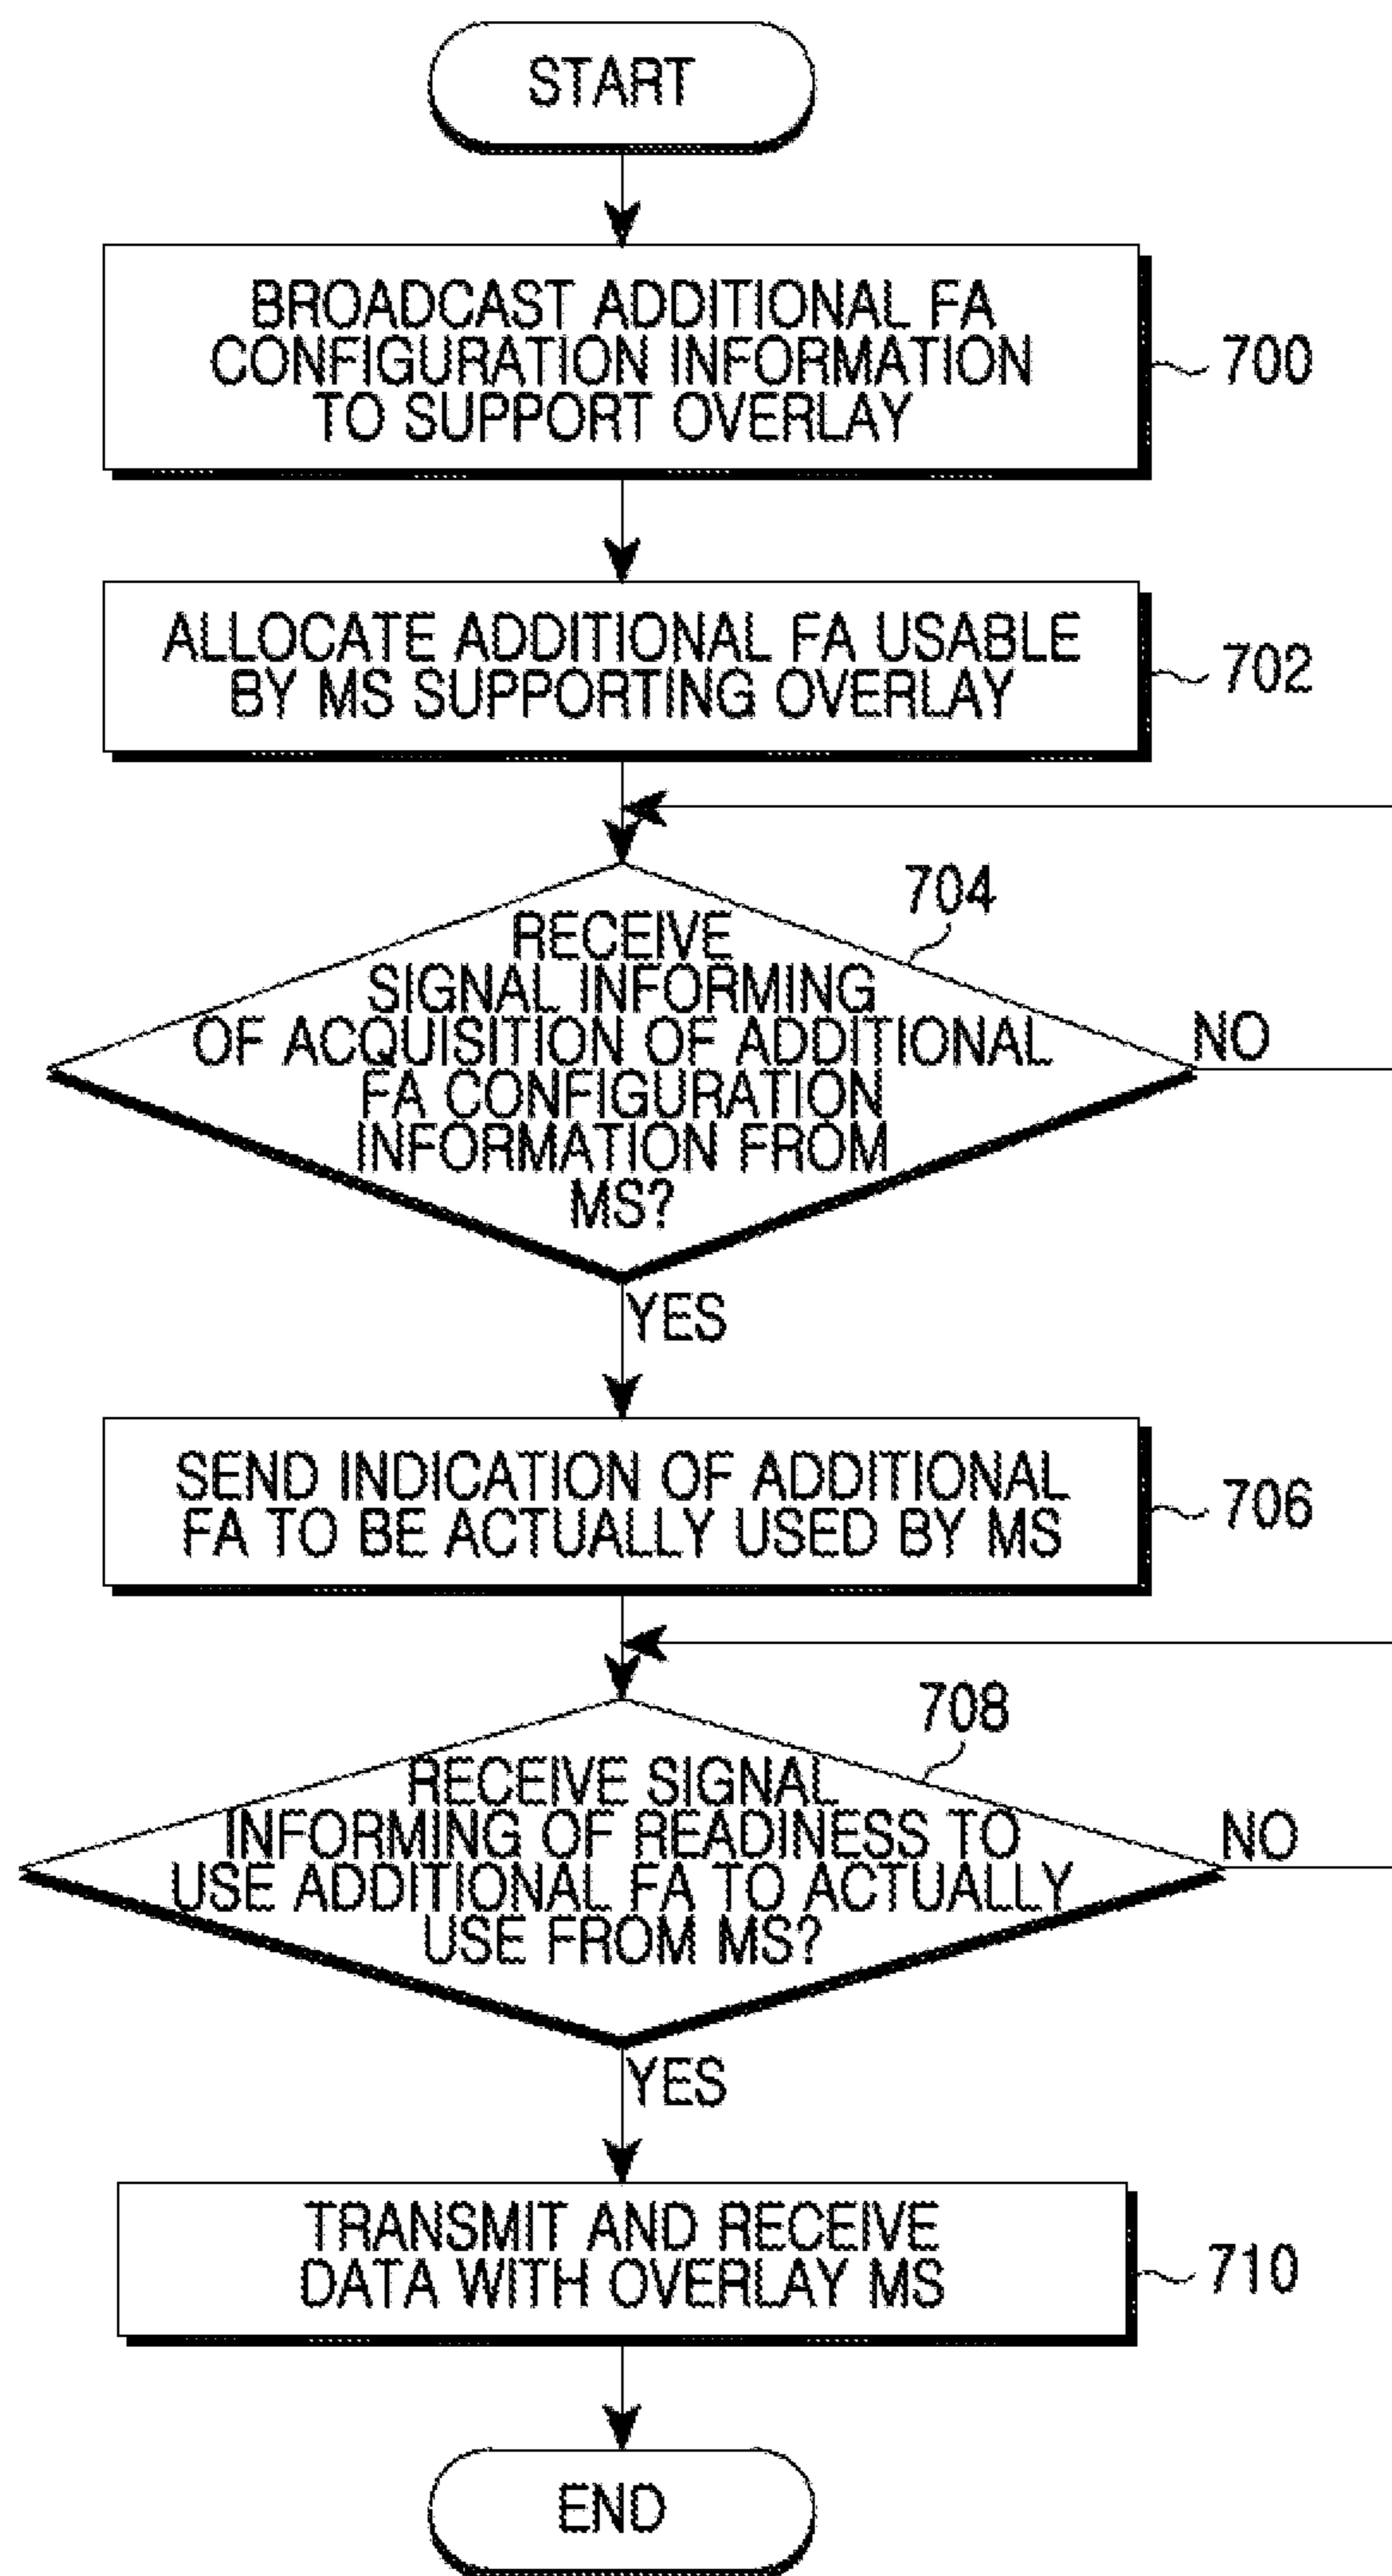 START
BROADCAST ADDITIONAL FA
CONFIGURATION INFORMATION
TO SUPPORT OVERLAY
700
ALLOCATE ADDITIONAL FA USABLE
BY MS SUPPORTING OVERLAY
702
704
RECEIVE
SIGNAL INFORMING
OF ACQUISITION OF ADDITIONAL
FA CONFIGURATION
INFORMATION FROM
MS?
NO
YES
SEND INDICATION OF ADDITIONAL
FA TO BE ACTUALLY USED BY MS
706
708
RECEIVE SIGNAL
INFORMING OF READINESS TO
USE ADDITIONAL FA TO ACTUALLY
USE FROM MS?
NO
YES
TRANSMIT AND RECEIVE
DATA WITH OVERLAY MS
710
END